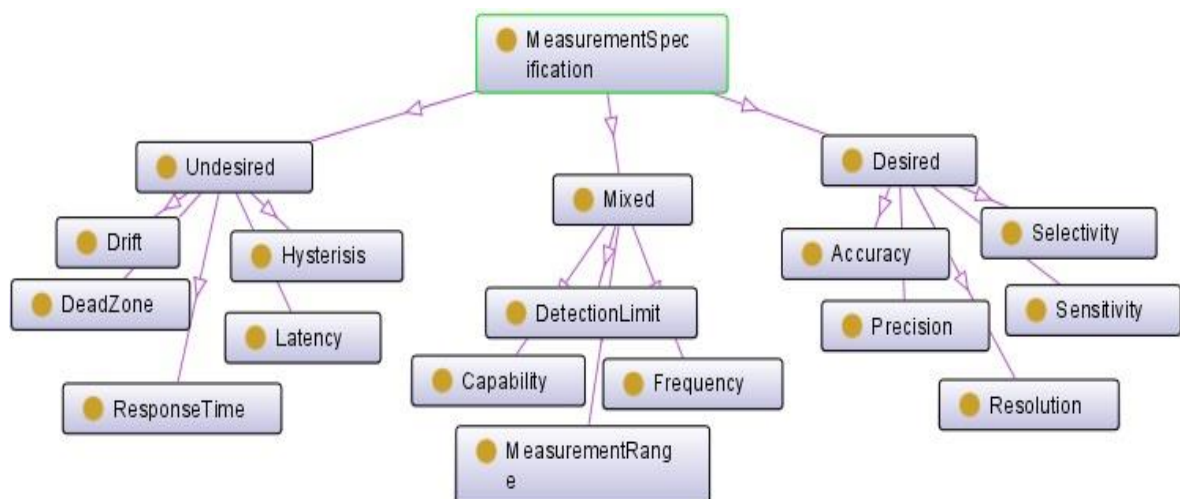 MeasurementSpec
ification
Undesired
Mixed
Desired
Drift
Hysterisis
DeadZone
Latency
ResponseTime
DetectionLimit
Capability
Frequency
MeasurementRang
e
Accuracy
Selectivity
Precision
Sensitivity
Resolution